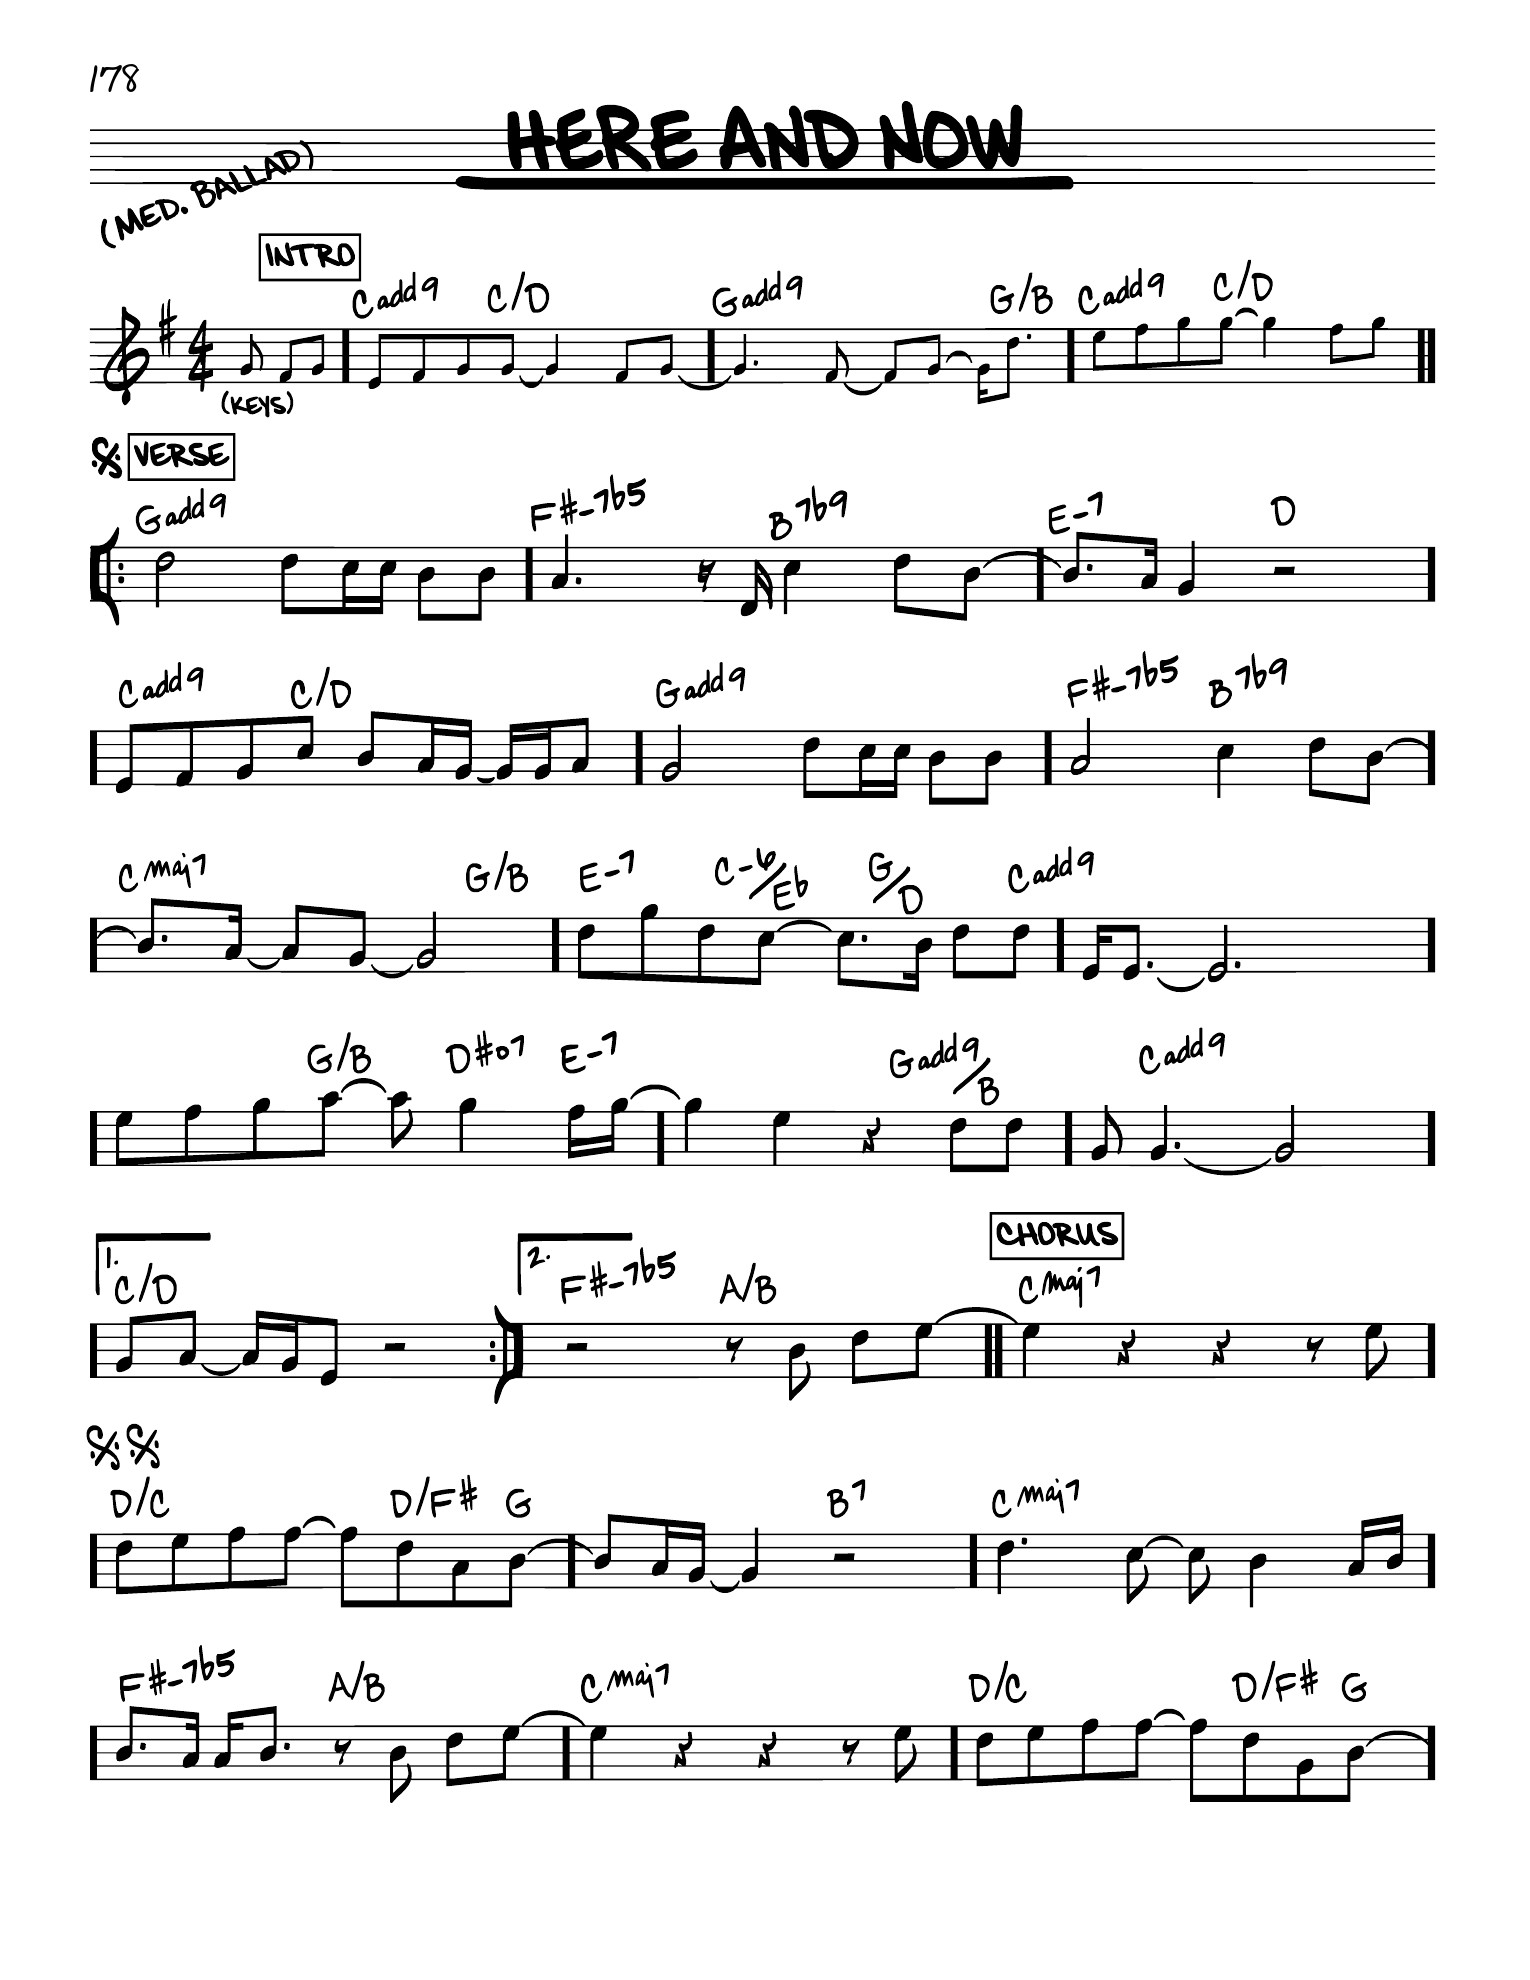 178
HERE AND NOW
(MED. BALLAD)
INTRO
Cadd9 C/D Gadd9 G/B Cadd9 C/D
4
4
(KEYS)
VERSE
Gadd9 F#-7b5 B7b9 E-7 D
Cadd9 C/D Gadd9 F#-7b5 B7b9
Cmaj7 G/B E-7 C-6/Eb G/D Cadd9
G/B D#o7 E-7 Gadd9/B Cadd9
CHORUS
1. 2.
C/D F#-7b5 A/B Cmaj7
D/C D/F# G B7 Cmaj7
F#-7b5 A/B Cmaj7 D/C D/F# G